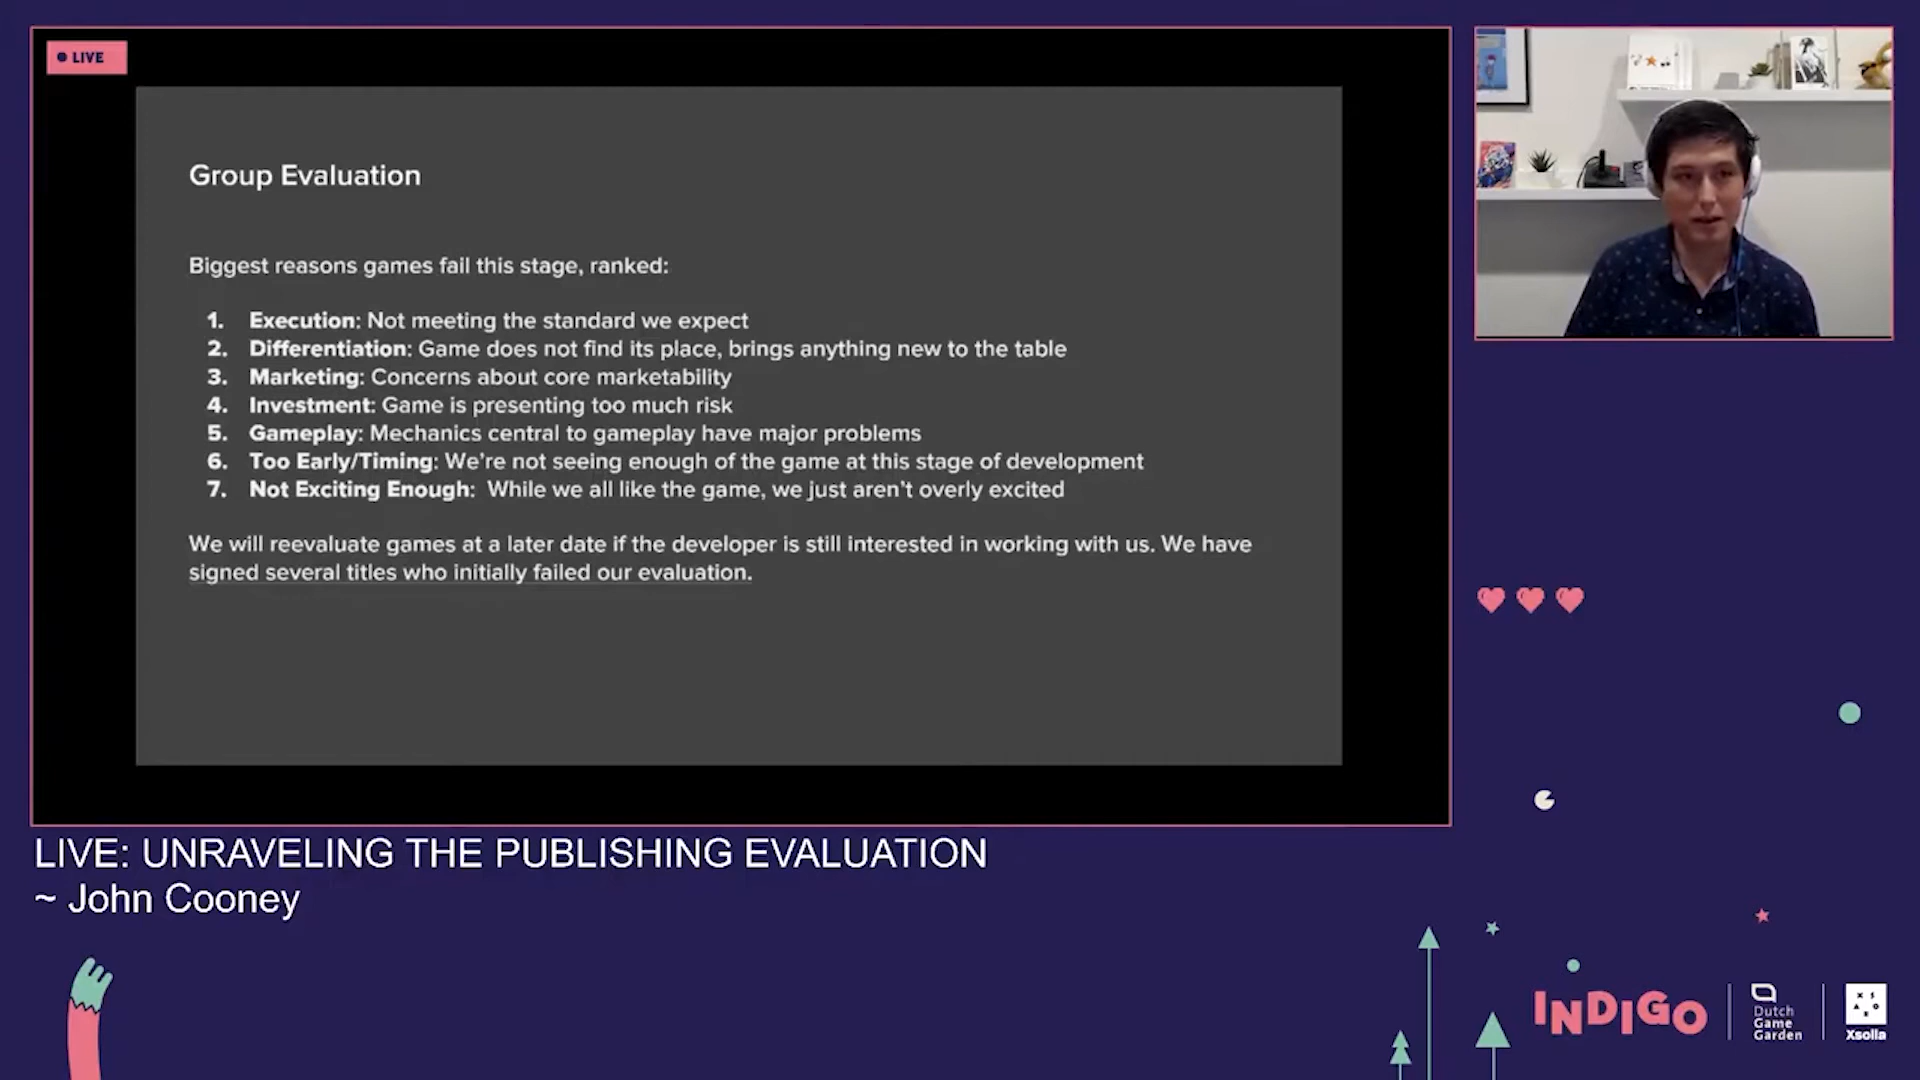 LIVE
Group Evaluation
Biggest reasons games fail this stage, ranked:
1. Execution: Not meeting the standard we expect
2. Differentiation: Game does not find its place, brings anything new to the table
3. Marketing: Concerns about core marketability
4. Investment: Game is presenting too much risk
5. Gameplay: Mechanics central to gameplay have major problems
6. Too Early/Timing: We’re not seeing enough of the game at this stage of development
7. Not Exciting Enough: While we all like the game, we just aren’t overly excited
We will reevaluate games at a later date if the developer is still interested in working with us. We have
signed several titles who initially failed our evaluation.
LIVE: UNRAVELING THE PUBLISHING EVALUATION
~ John Cooney
INDIGO
Dutch
Game
Garden
Xsolla